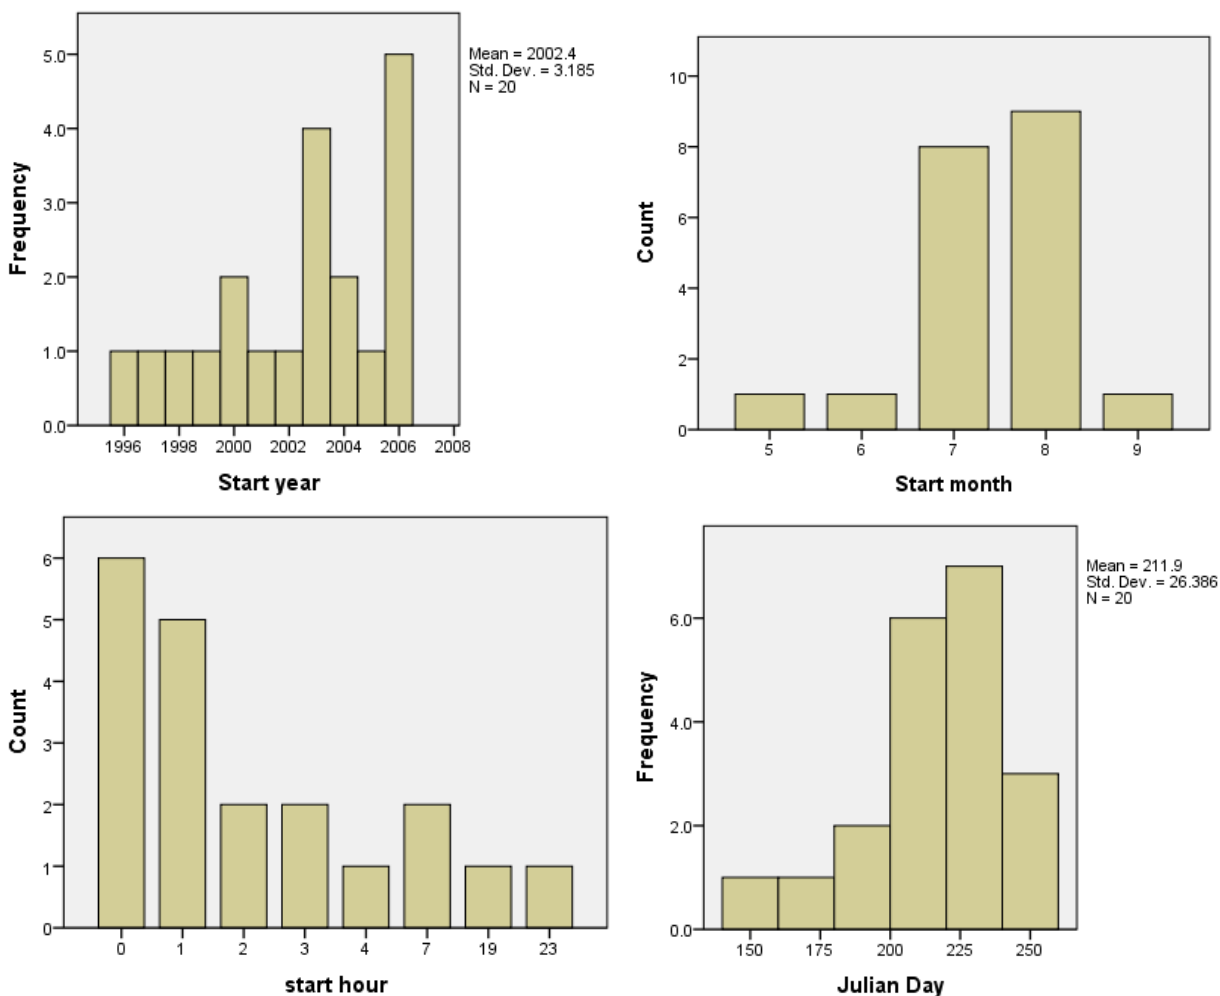 5.0
4.0
3.0
2.0
1.0
0.0
Frequency
1996 1998 2000 2002 2004 2006 2008
Start year
Mean = 2002.4
Std. Dev. = 3.185
N = 20
10
8
6
4
2
0
Count
5 6 7 8 9
Start month
6
5
4
3
2
1
0
Count
0 1 2 3 4 7 19 23
start hour
6.0
4.0
2.0
0.0
Frequency
150 175 200 225 250
Julian Day
Mean = 211.9
Std. Dev. = 26.386
N = 20